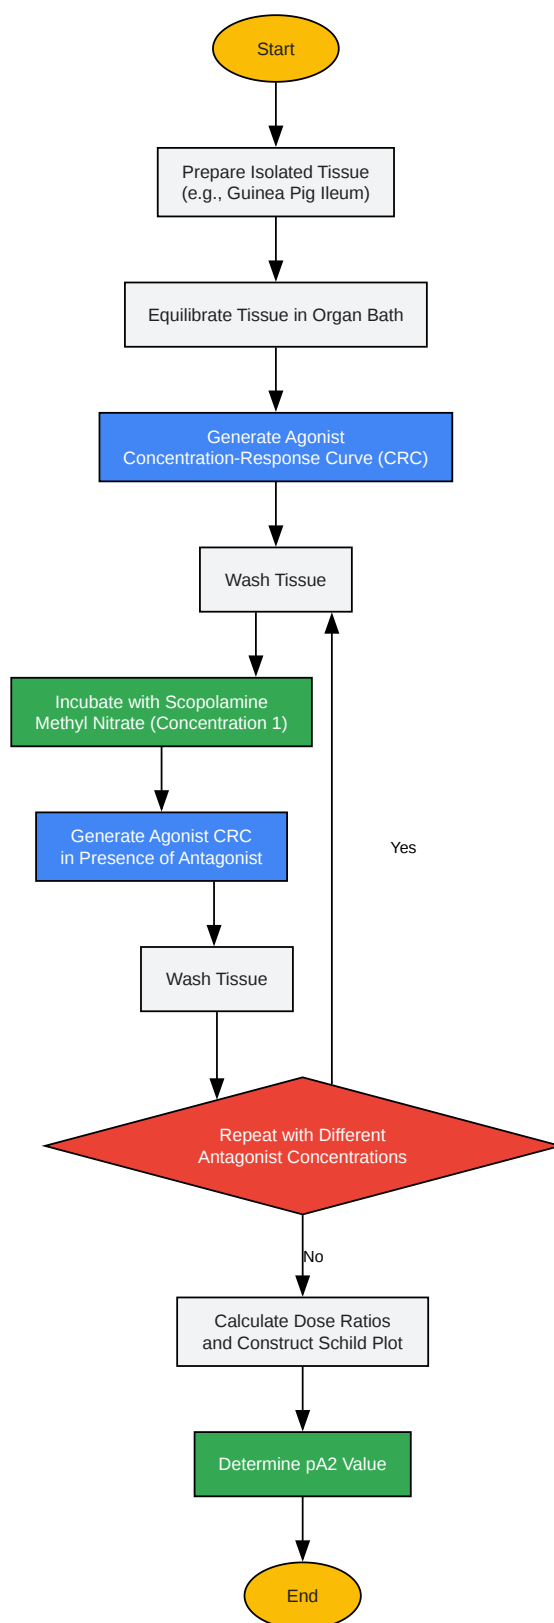 Start
Prepare Isolated Tissue
(e.g., Guinea Pig Ileum)
Equilibrate Tissue in Organ Bath
Generate Agonist
Concentration-Response Curve (CRC)
Wash Tissue
Incubate with Scopolamine
Methyl Nitrate (Concentration 1)
Generate Agonist CRC
in Presence of Antagonist
Yes
Wash Tissue
Repeat with Different
Antagonist Concentrations
No
Calculate Dose Ratios
and Construct Schild Plot
Determine pA2 Value
End